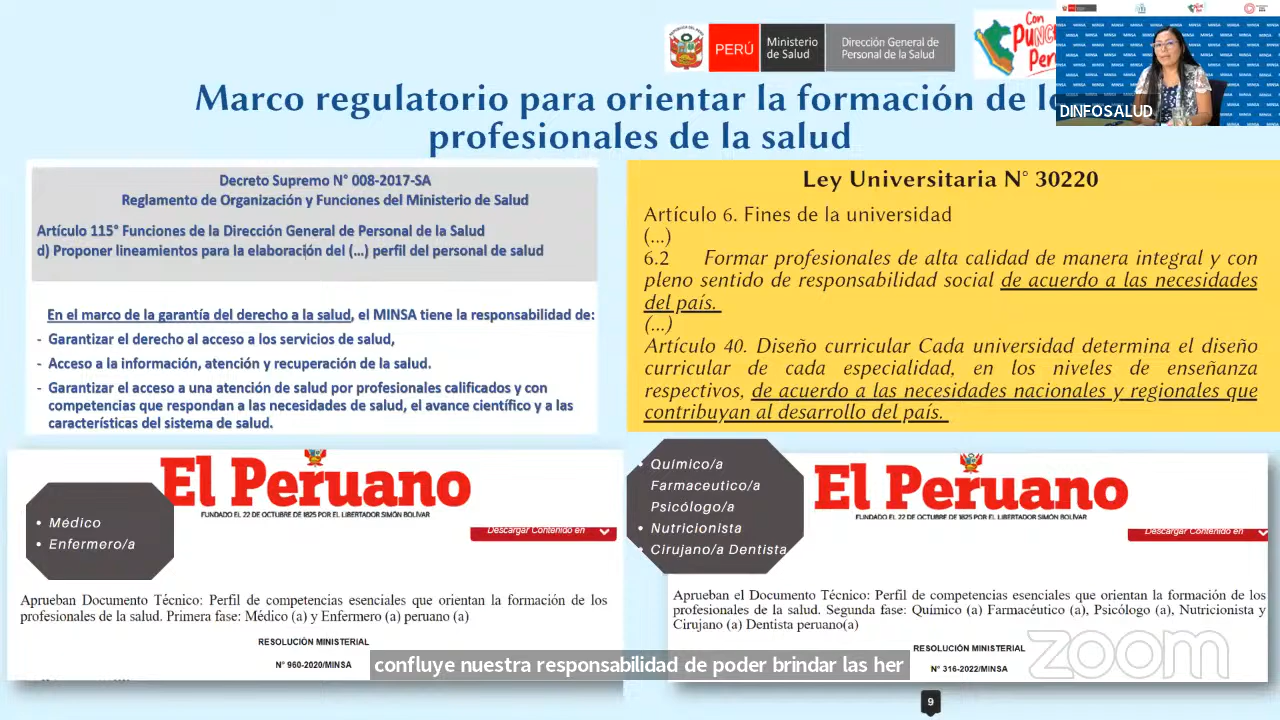 PERÚ
Ministerio
de Salud
Dirección General de
Personal de la Salud
Con
Punche
Perú
DINFOSALUD
Marco regulatorio para orientar la formación de
profesionales de la salud
Decreto Supremo N° 008-2017-SA
Reglamento de Organización y Funciones del Ministerio de Salud
Artículo 115° Funciones de la Dirección General de Personal de la Salud
d) Proponer lineamientos para la elaboración del (...) perfil del personal de salud
En el marco de la garantía del derecho a la salud, el MINSA tiene la responsabilidad de:
- Garantizar el derecho al acceso a los servicios de salud,
- Acceso a la información, atención y recuperación de la salud.
- Garantizar el acceso a una atención de salud por profesionales calificados y con
competencias que respondan a las necesidades de salud, el avance científico y a las
características del sistema de salud.
Ley Universitaria N° 30220
Artículo 6. Fines de la universidad
(...)
6.2 Formar profesionales de alta calidad de manera integral y con
pleno sentido de responsabilidad social de acuerdo a las necesidades
del país.
(...)
Artículo 40. Diseño curricular Cada universidad determina el diseño
curricular de cada especialidad, en los niveles de enseñanza
respectivos, de acuerdo a las necesidades nacionales y regionales que
contribuyan al desarrollo del país.
El Peruano
FUNDADO EL 22 DE OCTUBRE DE 1825 POR EL LIBERTADOR SIMÓN BOLÍVAR
Descargar Contenido en
• Médico
• Enfermero/a
Aprueban Documento Técnico: Perfil de competencias esenciales que orientan la formación de los
profesionales de la salud. Primera fase: Médico (a) y Enfermero (a) peruano (a)
RESOLUCIÓN MINISTERIAL
N° 960-2020/MINSA
• Químico/a
Farmaceutico/a
Psicólogo/a
• Nutricionista
• Cirujano/a Dentista
El Peruano
FUNDADO EL 22 DE OCTUBRE DE 1825 POR EL LIBERTADOR SIMÓN BOLÍVAR
Descargar Contenido en
Aprueban el Documento Técnico: Perfil de competencias esenciales que orientan la formación de los
profesionales de la salud. Segunda fase: Químico (a) Farmacéutico (a), Psicólogo (a), Nutricionista y
Cirujano (a) Dentista peruano(a)
RESOLUCIÓN MINISTERIAL
N° 316-2022/MINSA
confluye nuestra responsabilidad de poder brindar las her
zoom
9